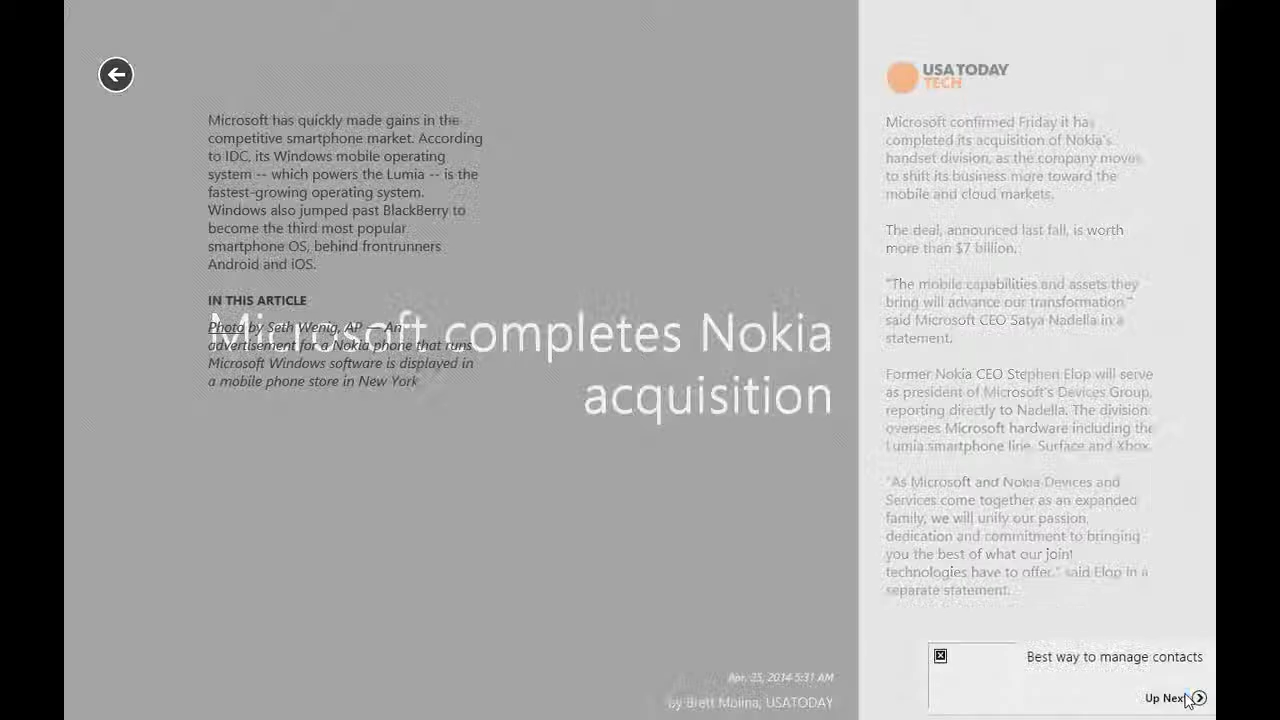 Microsoft has quickly made gains in the
competitive smartphone market. According
to IDC, its Windows mobile operating
system -- which powers the Lumia -- is the
fastest-growing operating system.
Windows also jumped past BlackBerry to
become the third most popular
smartphone OS, behind frontrunners
Android and iOS.
IN THIS ARTICLE
Photo by Seth Wenig, AP — An
advertisement for a Nokia phone that runs
Microsoft Windows software is displayed in
a mobile phone store in New York
Microsoft completes Nokia
acquisition
Apr. 25, 2014 5:31 AM
by Brett Molina, USATODAY
USA TODAY
TECH
Microsoft confirmed Friday it has
completed its acquisition of Nokia's
handset division, as the company moves
to shift its business more toward the
mobile and cloud markets.
The deal, announced last fall, is worth
more than $7 billion.
"The mobile capabilities and assets they
bring will advance our transformation"
said Microsoft CEO Satya Nadella in a
statement.
Former Nokia CEO Stephen Elop will serve
as president of Microsoft's Devices Group,
reporting directly to Nadella. The division
oversees Microsoft hardware including the
Lumia smartphone line, Surface and Xbox.
"As Microsoft and Nokia Devices and
Services come together as an expanded
family, we will unify our passion,
dedication and commitment to bringing
you the best of what our joint
technologies have to offer," said Elop in a
separate statement.
Best way to manage contacts
Up Next